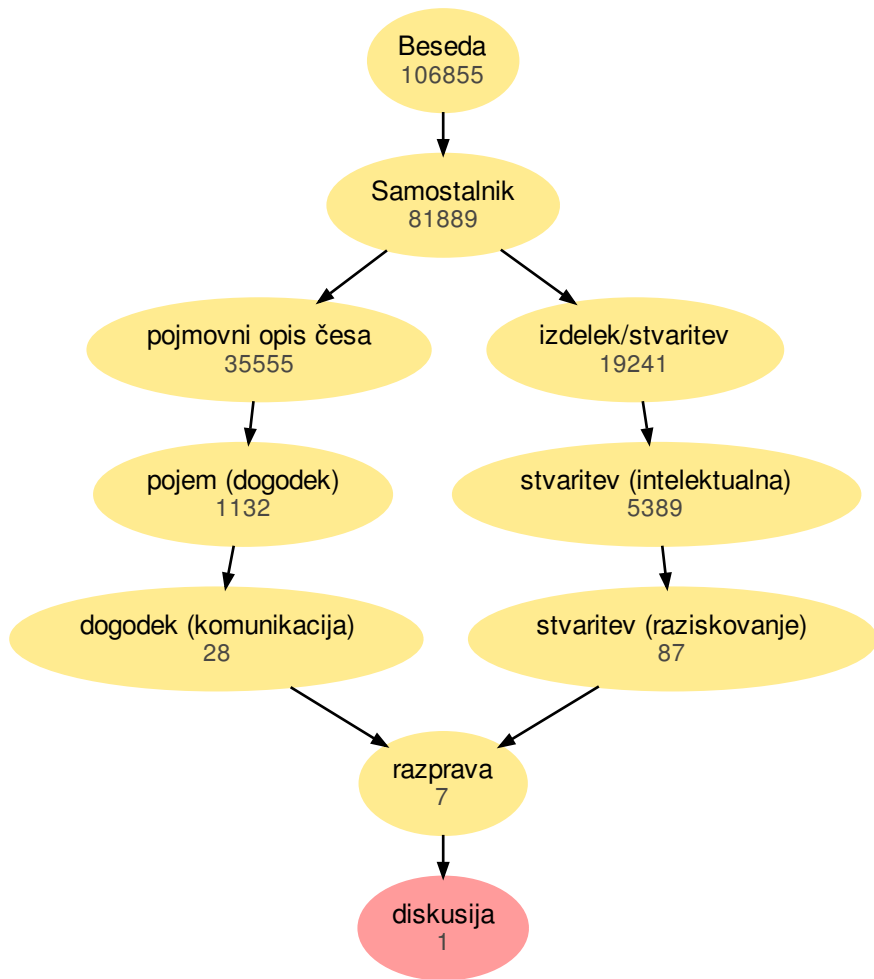 Beseda
106855
Samostalnik
81889
pojmovni opis česa
35555
izdelek/stvaritev
19241
pojem (dogodek)
1132
stvaritev (intelektualna)
5389
dogodek (komunikacija)
28
stvaritev (raziskovanje)
87
razprava
7
diskusija
1